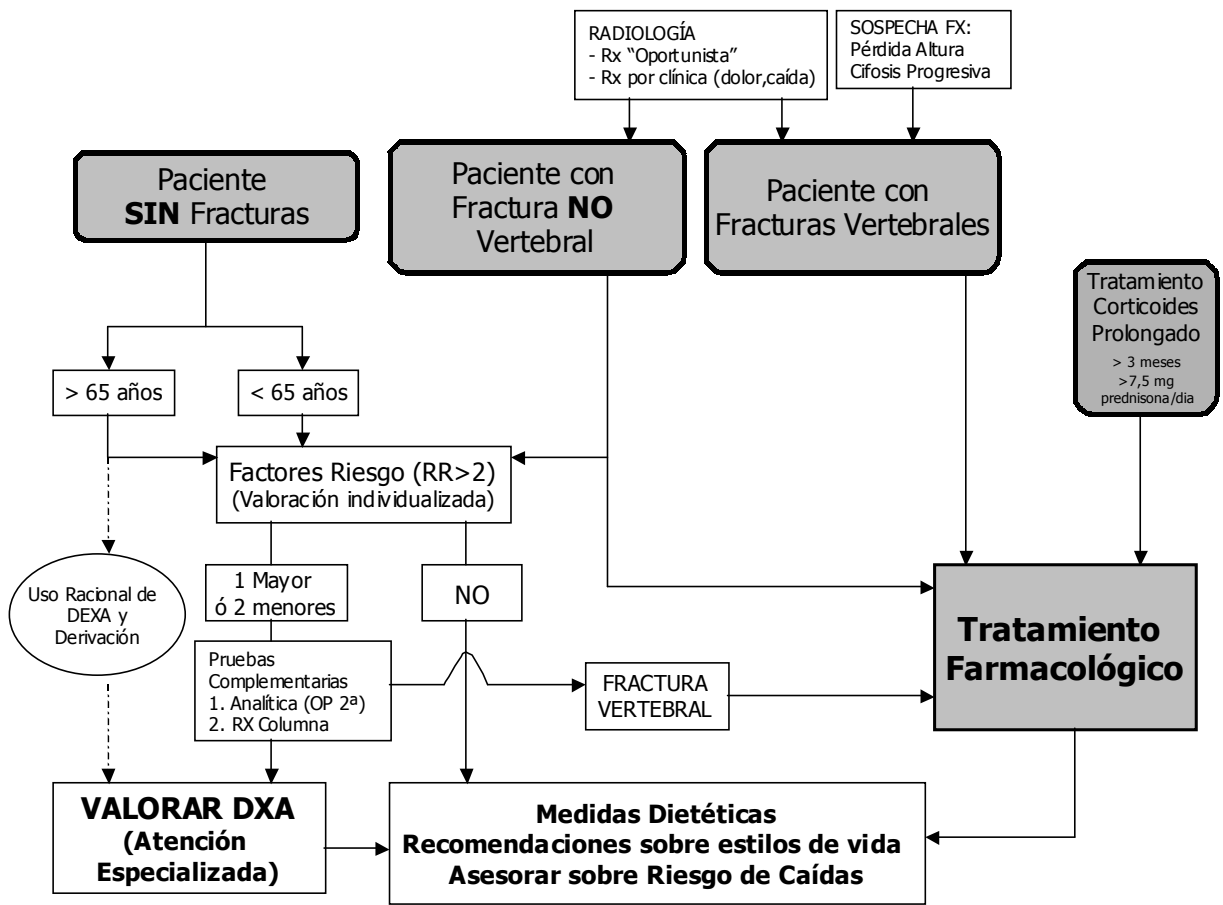 RADIOLOGÍA
- Rx “Oportunista”
- Rx por clínica (dolor,caída)
SOSPECHA FX:
Pérdida Altura
Cifosis Progresiva
Paciente
SIN Fracturas
Paciente con
Fractura NO
Vertebral
Paciente con
Fracturas Vertebrales
Tratamiento
Corticoides
Prolongado
> 3 meses
>7,5 mg
prednisona/dia
> 65 años
< 65 años
Factores Riesgo (RR>2)
(Valoración individualizada)
Uso Racional de
DEXA y
Derivación
1 Mayor
ó 2 menores
NO
Pruebas
Complementarias
1. Analítica (OP 2ª)
2. RX Columna
FRACTURA
VERTEBRAL
Tratamiento
Farmacológico
VALORAR DXA
(Atención
Especializada)
Medidas Dietéticas
Recomendaciones sobre estilos de vida
Asesorar sobre Riesgo de Caídas